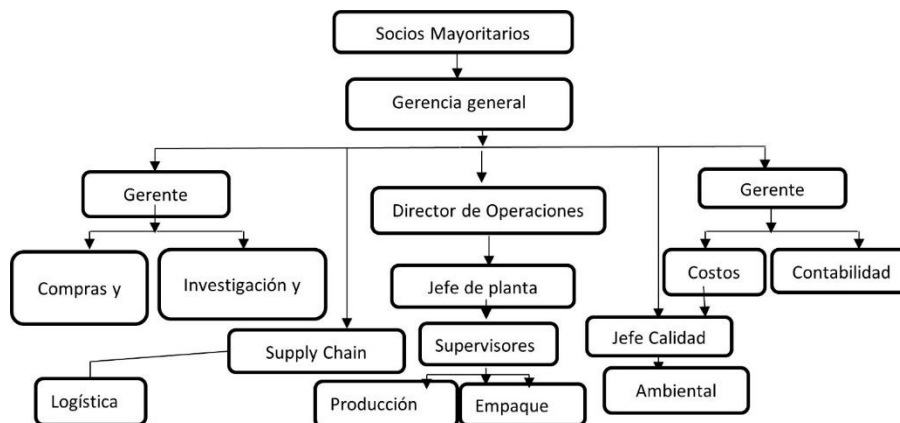 Socios Mayoritarios
Gerencia general
Gerente
Director de Operaciones
Gerente
Compras y
Investigación y
Jefe de planta
Costos
Contabilidad
Supply Chain
Supervisores
Jefe Calidad
Logística
Producción
Empaque
Ambiental